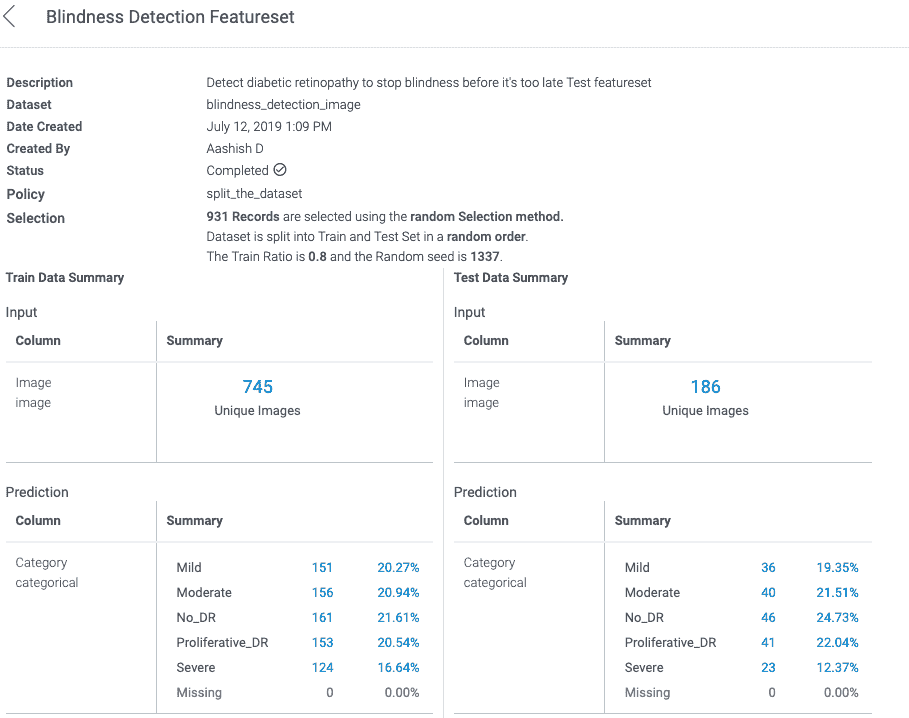 Blindness Detection Featureset
Description Detect diabetic retinopathy to stop blindness before it's too late Test featureset
Dataset blindness_detection_image
Date Created July 12, 2019 1:09 PM
Created By Aashish D
Status Completed
Policy split_the_dataset
Selection 931 Records are selected using the random Selection method.
Dataset is split into Train and Test Set in a random order.
The Train Ratio is 0.8 and the Random seed is 1337.
Train Data Summary
Input
Column Summary
Image 745
image Unique Images
Prediction
Column Summary
Category Mild 151 20.27%
categorical Moderate 156 20.94%
No_DR 161 21.61%
Proliferative_DR 153 20.54%
Severe 124 16.64%
Missing 0 0.00%
Test Data Summary
Input
Column Summary
Image 186
image Unique Images
Prediction
Column Summary
Category Mild 36 19.35%
categorical Moderate 40 21.51%
No_DR 46 24.73%
Proliferative_DR 41 22.04%
Severe 23 12.37%
Missing 0 0.00%